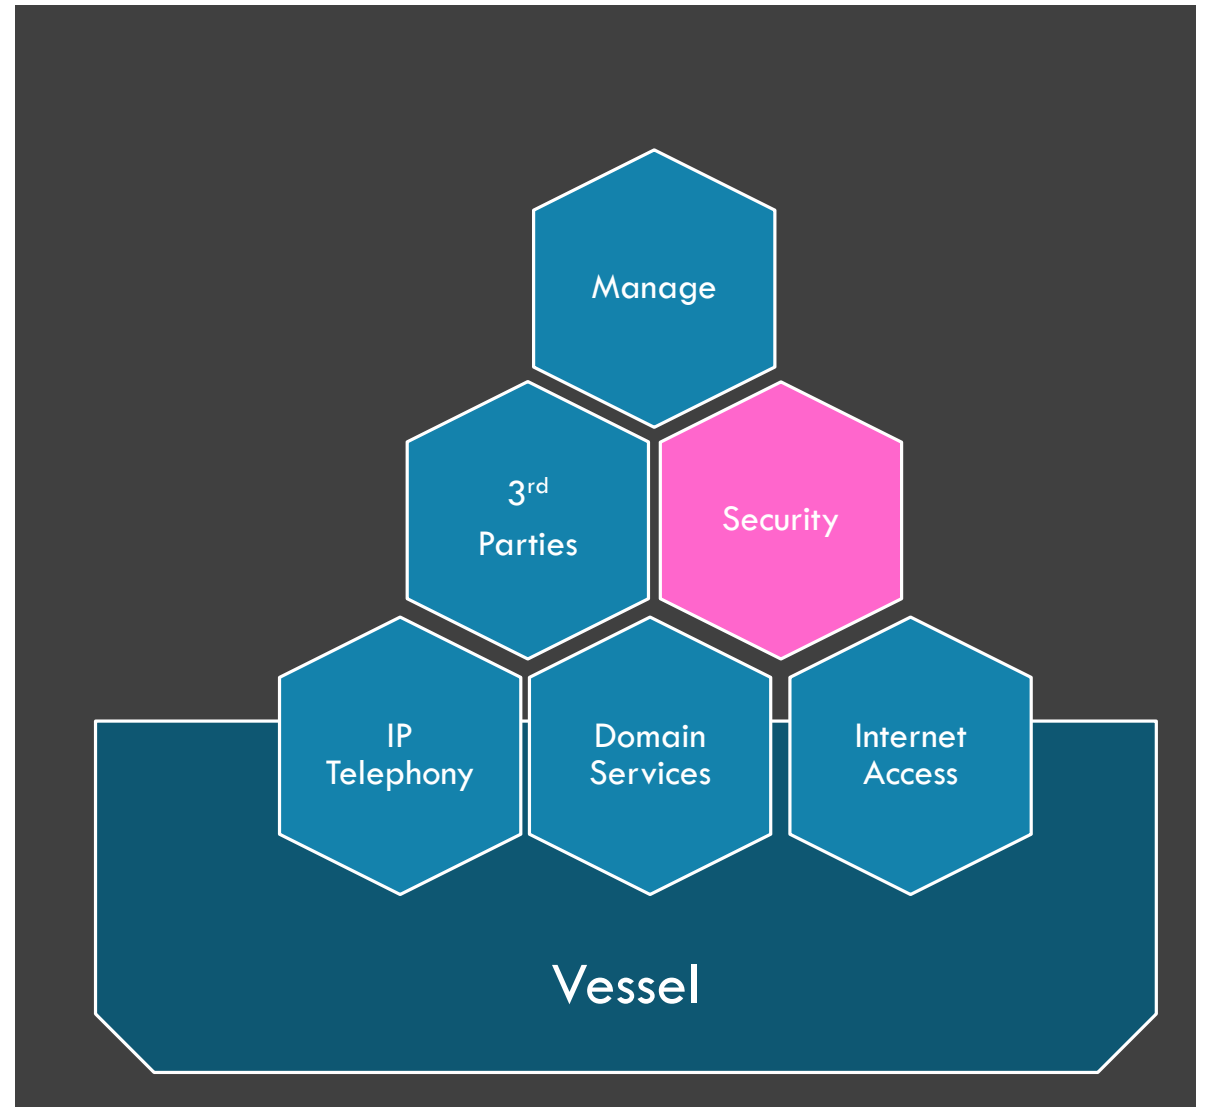 Manage
3rd
Parties
Security
IP
Telephony
Domain
Services
Internet
Access
Vessel